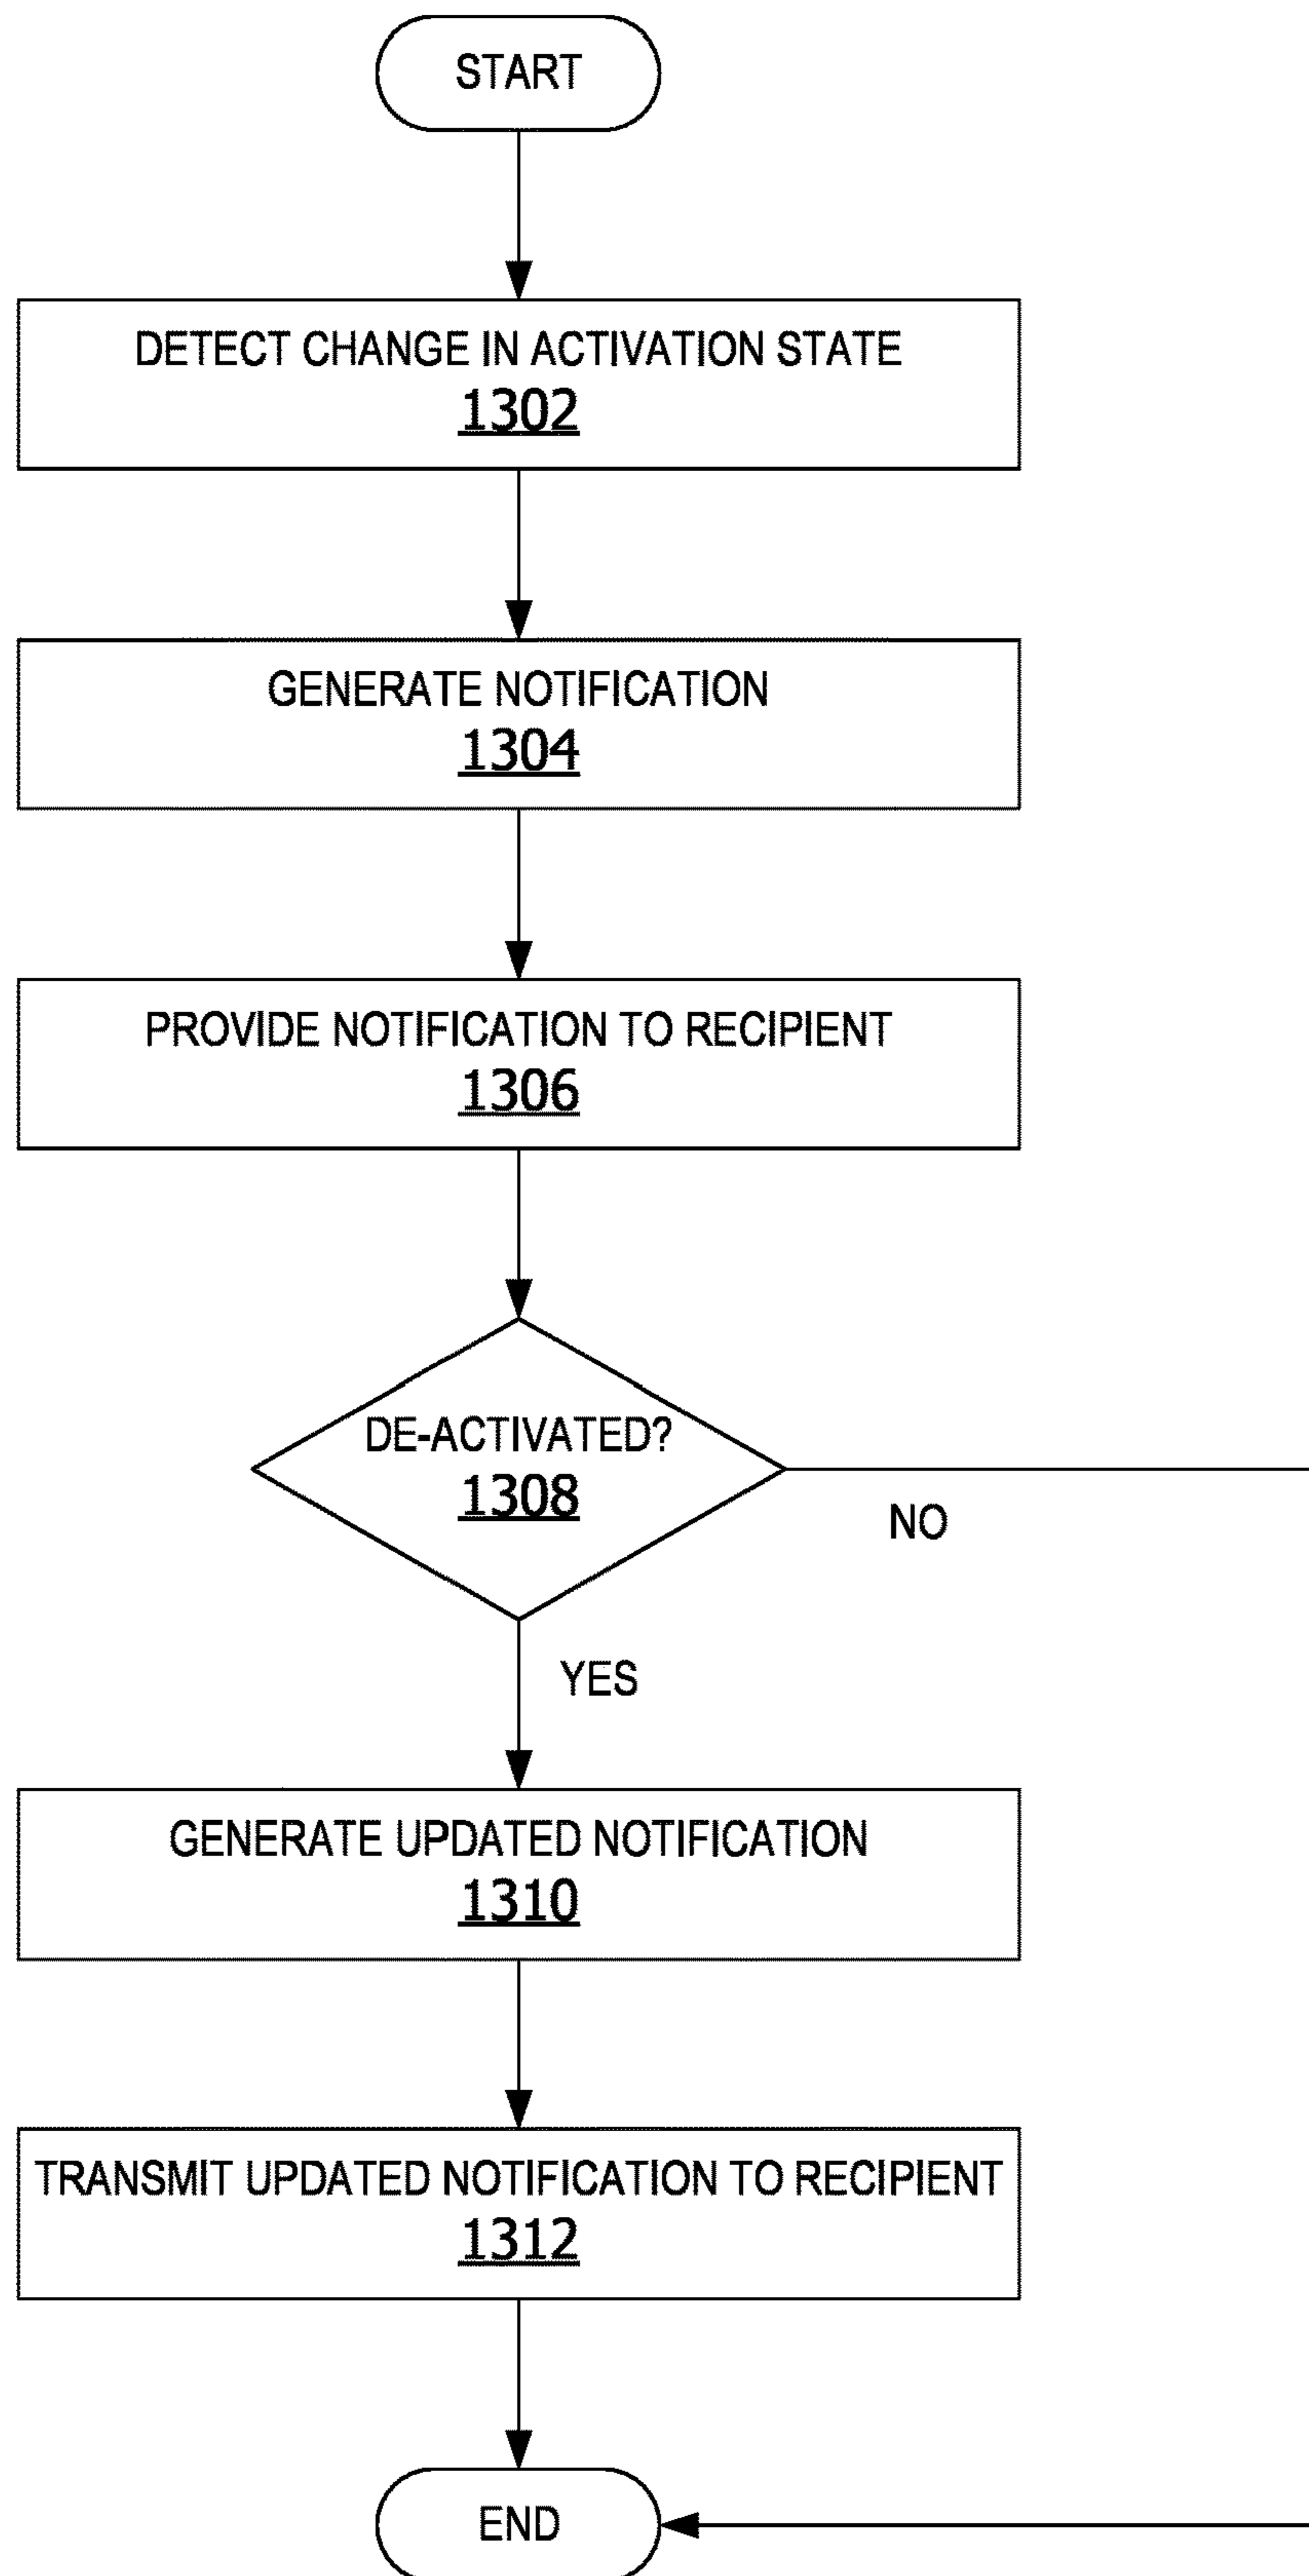 START
DETECT CHANGE IN ACTIVATION STATE
1302
GENERATE NOTIFICATION
1304
PROVIDE NOTIFICATION TO RECIPIENT
1306
DE-ACTIVATED?
1308
NO
YES
GENERATE UPDATED NOTIFICATION
1310
TRANSMIT UPDATED NOTIFICATION TO RECIPIENT
1312
END